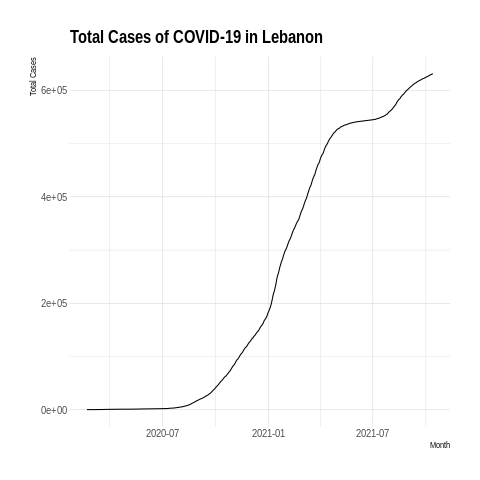 Total Cases of COVID-19 in Lebanon
Total Cases
6e+05
4e+05
2e+05
0e+00
2020-07 2021-01 2021-07
Month